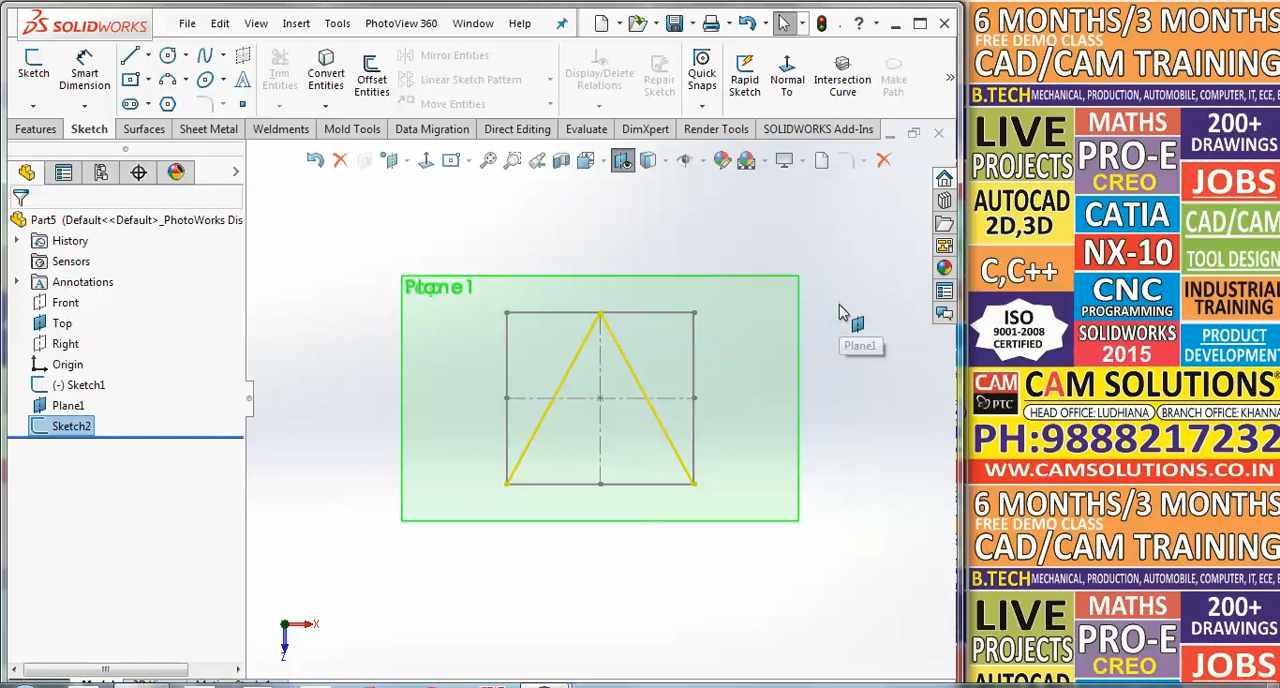 SOLIDWORKS
File Edit View Insert Tools PhotoView 360 Window Help
Sketch
Smart Dimension
Trim Entities
Convert Entities
Offset Entities
Mirror Entities
Linear Sketch Pattern
Move Entities
Display/Delete Relations
Repair Sketch
Quick Snaps
Rapid Sketch
Normal To
Intersection Curve
Make Path
Features Sketch Surfaces Sheet Metal Weldments Mold Tools Data Migration Direct Editing Evaluate DimXpert Render Tools SOLIDWORKS Add-Ins
Part5 (Default<<Default>_PhotoWorks Dis
History
Sensors
Annotations
Front
Top
Right
Origin
(-) Sketch1
Plane1
Sketch2
Plane1
X
Z
6 MONTHS/3 MONTHS
FREE DEMO CLASS
CAD/CAM TRAINING
B.TECH MECHANICAL, PRODUCTION, AUTOMOBILE, COMPUTER, IT, ECE,
LIVE PROJECTS
MATHS
200+ DRAWINGS
PRO-E
CREO
JOBS
AUTOCAD
2D,3D
CATIA
CAD/CAM
NX-10
TOOL DESIGN
C,C++
CNC
PROGRAMMING
INDUSTRIAL TRAINING
ISO
9001-2008
CERTIFIED
SOLIDWORKS
2015
PRODUCT
DEVELOPMENT
CAM
PTC
CAM SOLUTIONS
HEAD OFFICE: LUDHIANA BRANCH OFFICE: KHANNA
PH:9888217232
WWW.CAMSOLUTIONS.CO.IN
6 MONTHS/3 MONTHS
FREE DEMO CLASS
CAD/CAM TRAINING
B.TECH MECHANICAL, PRODUCTION, AUTOMOBILE, COMPUTER, IT, ECE,
LIVE PROJECTS
MATHS
200+ DRAWINGS
PRO-E
CREO
JOBS